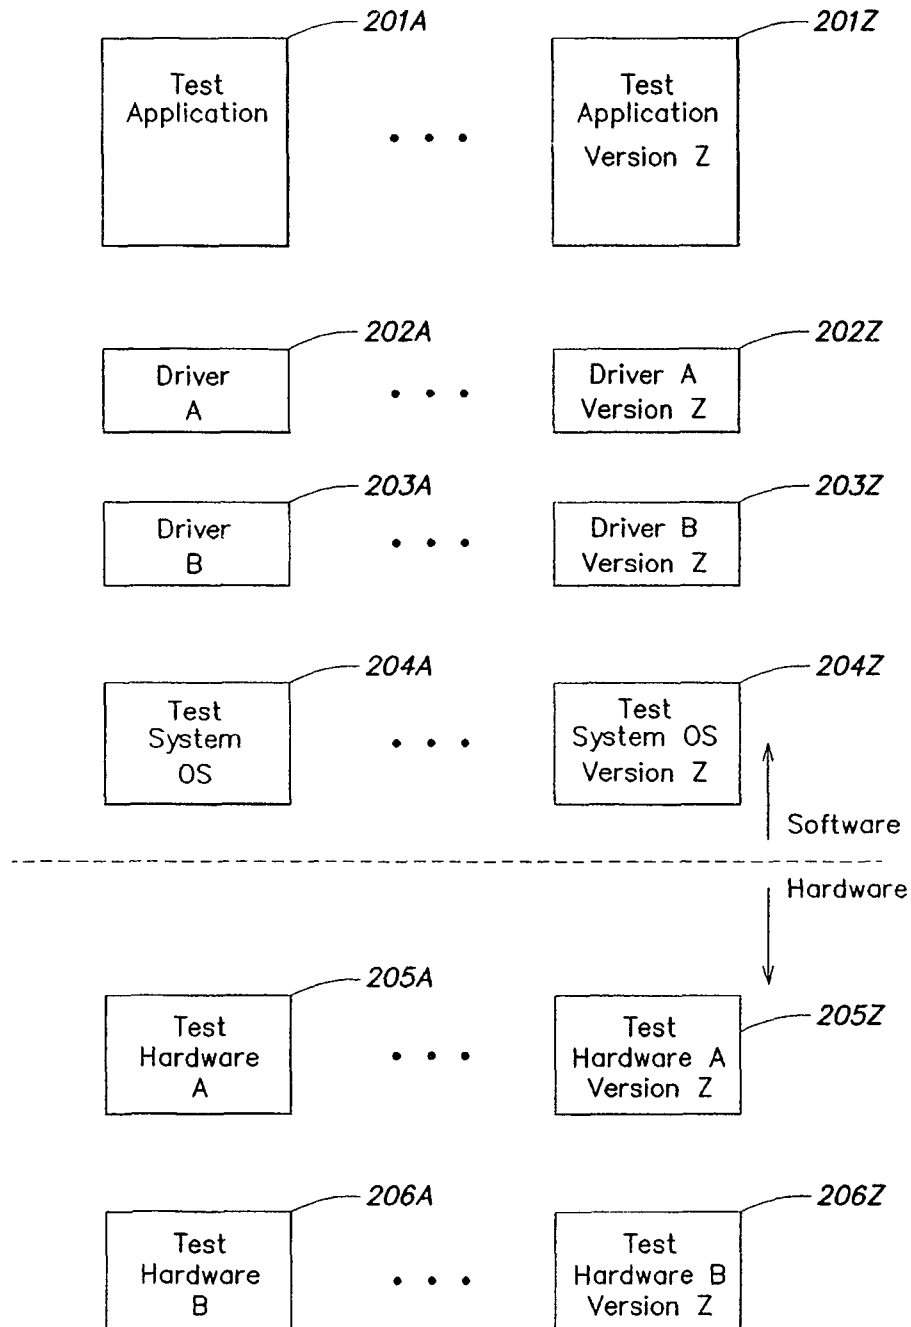 201A
201Z
Test
Application
Test
Application
Version Z
202A
202Z
Driver
A
Driver A
Version Z
203A
203Z
Driver
B
Driver B
Version Z
204A
204Z
Test
System
OS
Test
System OS
Version Z
Software
Hardware
205A
205Z
Test
Hardware
A
Test
Hardware A
Version Z
206A
206Z
Test
Hardware
B
Test
Hardware B
Version Z